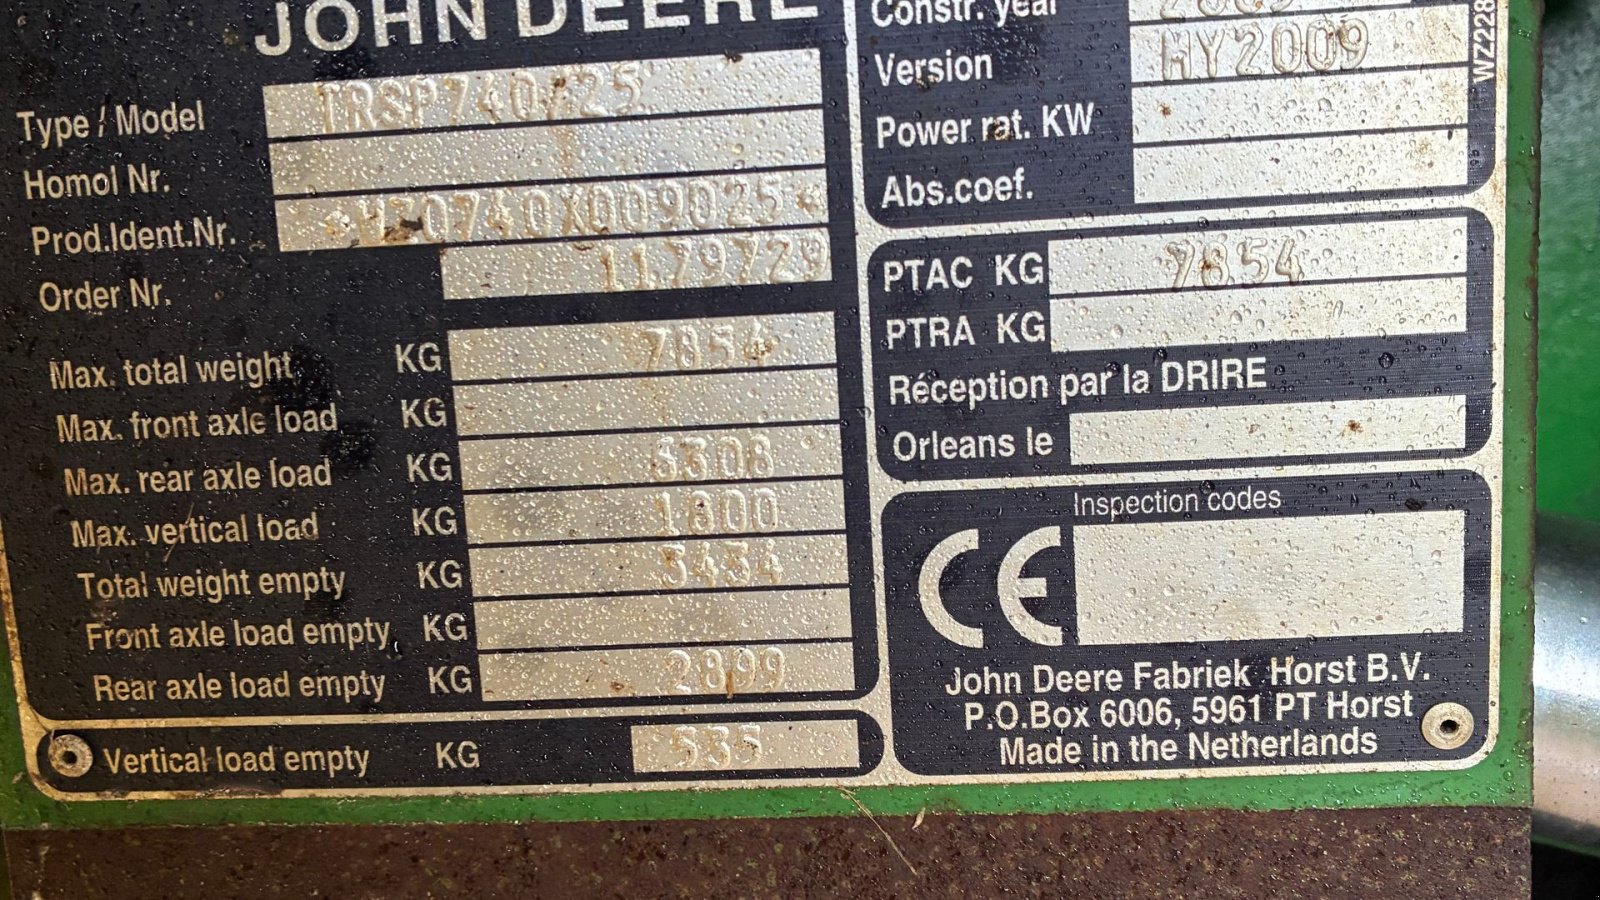 JOHN DEERE
Type / Model TRSP740/25
Homol Nr.
Prod.Ident.Nr. *WZ0740X009025*
Order Nr. 1179729
Max. total weight KG 7854
Max. front axle load KG
Max. rear axle load KG 6308
Max. vertical load KG 1800
Total weight empty KG 3434
Front axle load empty KG
Rear axle load empty KG 2899
Vertical load empty KG 535
Constr. year 2009
Version MY2009
Power rat. KW
Abs.coef.
PTAC KG 7854
PTRA KG
Réception par la DRIRE
Orleans le
Inspection codes
CE
John Deere Fabriek Horst B.V.
P.O.Box 6006, 5961 PT Horst
Made in the Netherlands
WZ228